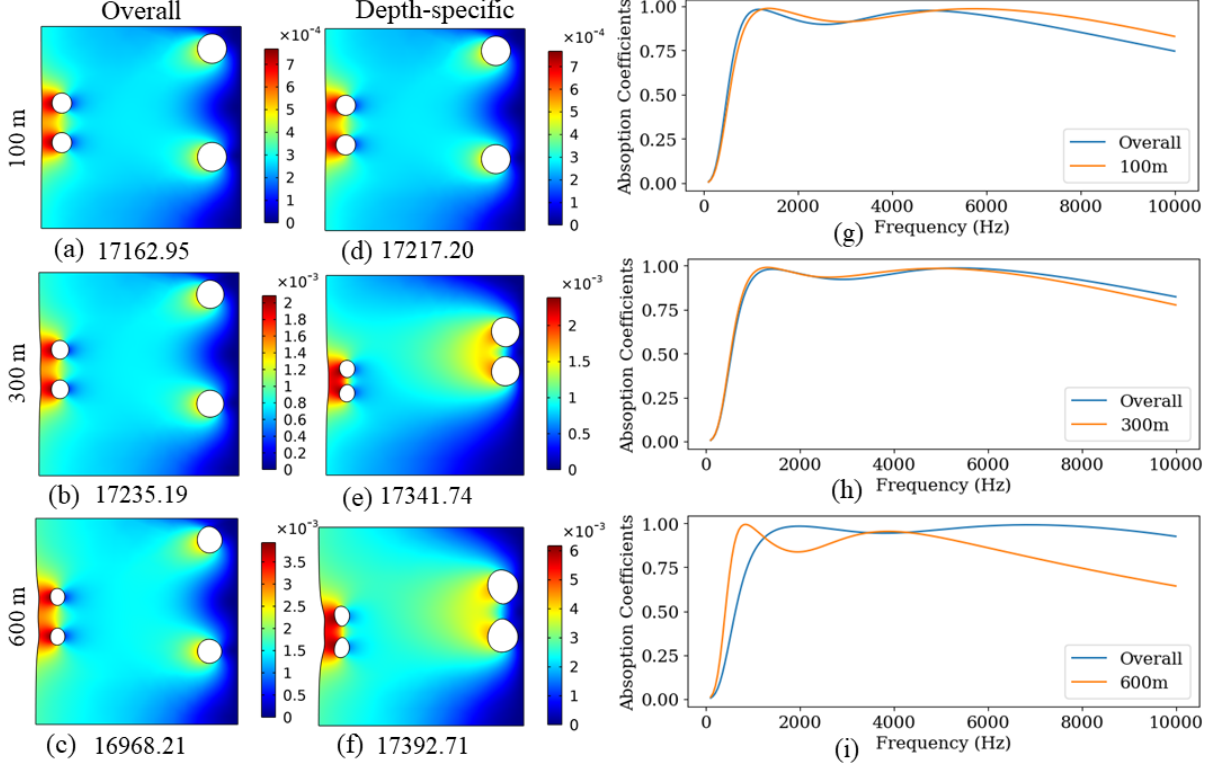 Overall
Depth-specific
100 m
×10⁻⁴
7
6
5
4
3
2
1
0
(a) 17162.95
×10⁻⁴
7
6
5
4
3
2
1
0
(d) 17217.20
Absoption Coefficients
1.00
0.75
0.50
0.25
0.00
Overall
100m
0 2000 4000 6000 8000 10000
(g) Frequency (Hz)
300 m
×10⁻³
2
1.8
1.6
1.4
1.2
1
0.8
0.6
0.4
0.2
0
(b) 17235.19
×10⁻³
2
1.5
1
0.5
0
(e) 17341.74
Absoption Coefficients
1.00
0.75
0.50
0.25
0.00
Overall
300m
0 2000 4000 6000 8000 10000
(h) Frequency (Hz)
600 m
×10⁻³
3.5
3
2.5
2
1.5
1
0.5
0
(c) 16968.21
×10⁻³
6
5
4
3
2
1
0
(f) 17392.71
Absoption Coefficients
1.00
0.75
0.50
0.25
0.00
Overall
600m
0 2000 4000 6000 8000 10000
(i) Frequency (Hz)